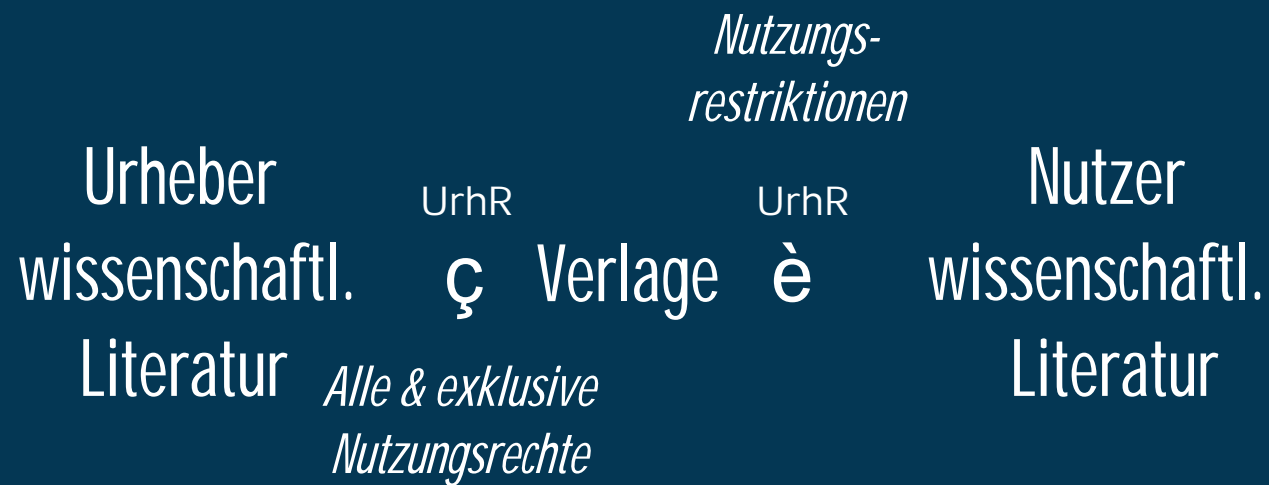 Nutzungs-
restriktionen
Urheber
wissenschaftl.
Literatur
UrhR
ç
Verlage
UrhR
è
Nutzer
wissenschaftl.
Literatur
Alle & exklusive
Nutzungsrechte